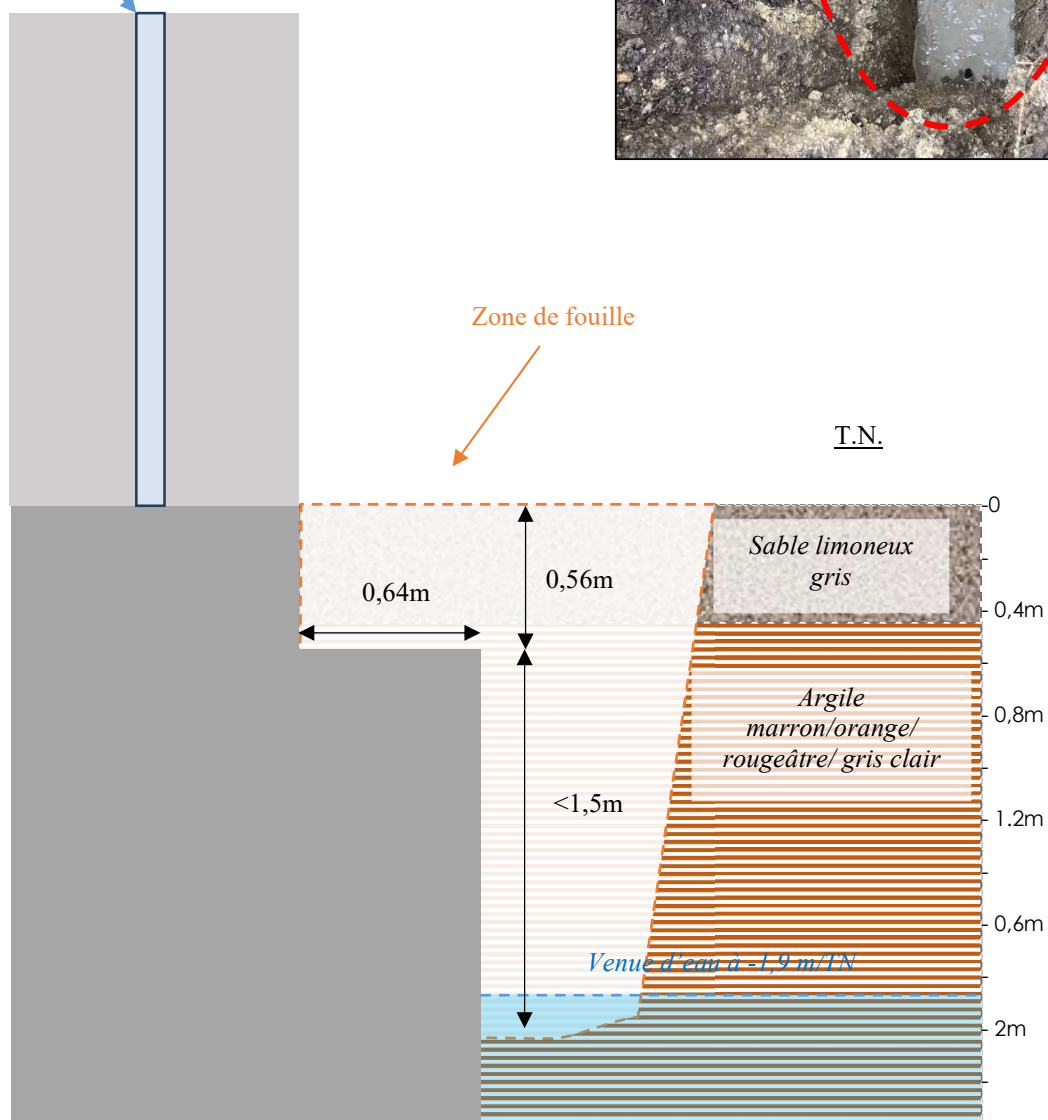 Zone de fouille
T.N.
0
Sable limoneux
gris
0,56m
0,64m
0,4m
Argile
marron/orange/
rougeâtre/ gris clair
0,8m
<1,5m
1.2m
0,6m
Venue d'eau à -1,9 m/TN
2m